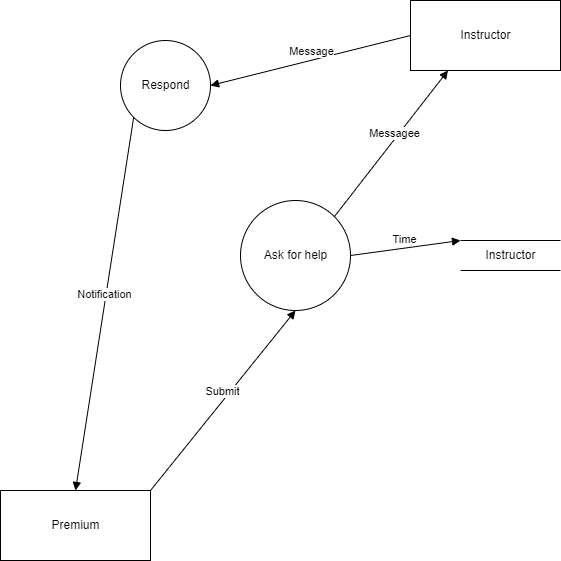 Instructor
Message
Respond
Messagee
Time
Ask for help
Instructor
Notification
Submit
Premium